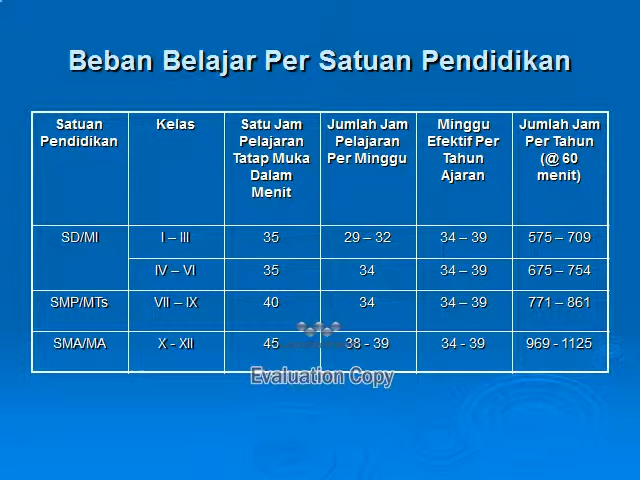 Beban Belajar Per Satuan Pendidikan
Satuan Pendidikan Kelas Satu Jam Pelajaran Tatap Muka Dalam Menit Jumlah Jam Pelajaran Per Minggu Minggu Efektif Per Tahun Ajaran Jumlah Jam Per Tahun (@ 60 menit)
SD/MI I – III 35 29 – 32 34 – 39 575 – 709
IV – VI 35 34 34 – 39 675 – 754
SMP/MTs VII – IX 40 34 34 – 39 771 – 861
SMA/MA X - XII 45 38 - 39 34 - 39 969 - 1125
Evaluation Copy